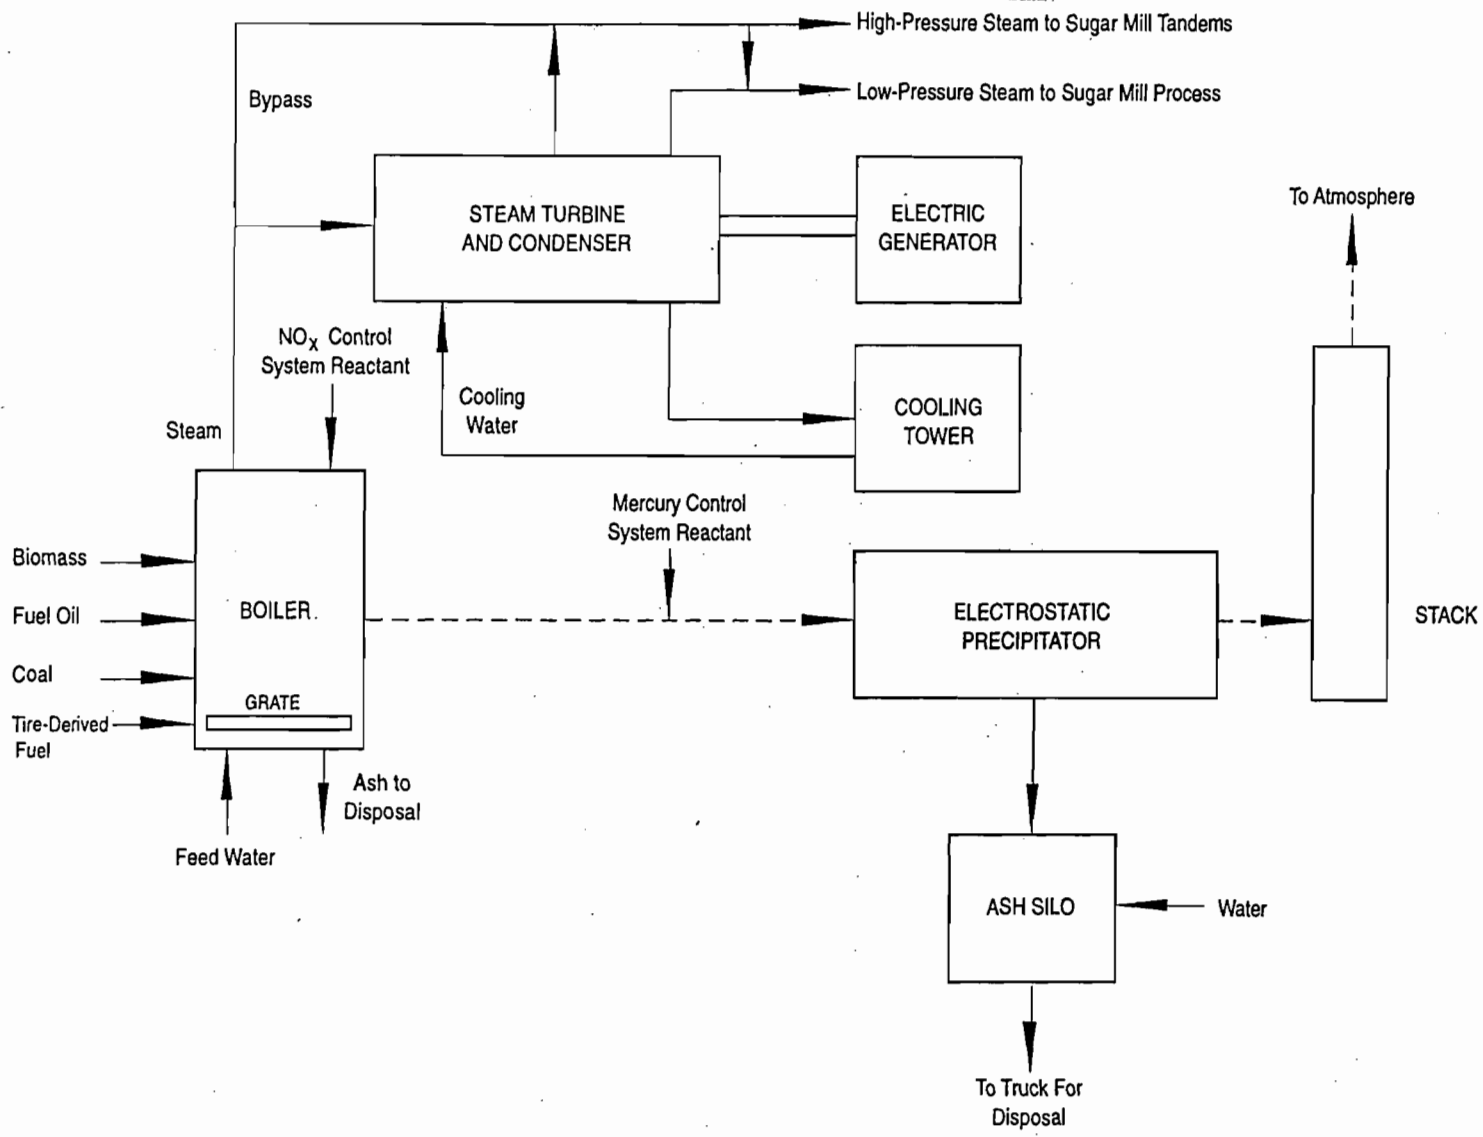 High-Pressure Steam to Sugar Mill Tandems
Bypass
Low-Pressure Steam to Sugar Mill Process
STEAM TURBINE
AND CONDENSER
ELECTRIC
GENERATOR
To Atmosphere
NOX Control
System Reactant
Cooling
Water
COOLING
TOWER
Steam
Mercury Control
System Reactant
Biomass
Fuel Oil
Coal
Tire-Derived
Fuel
BOILER
GRATE
ELECTROSTATIC
PRECIPITATOR
STACK
Ash to
Disposal
Feed Water
ASH SILO
Water
To Truck For
Disposal